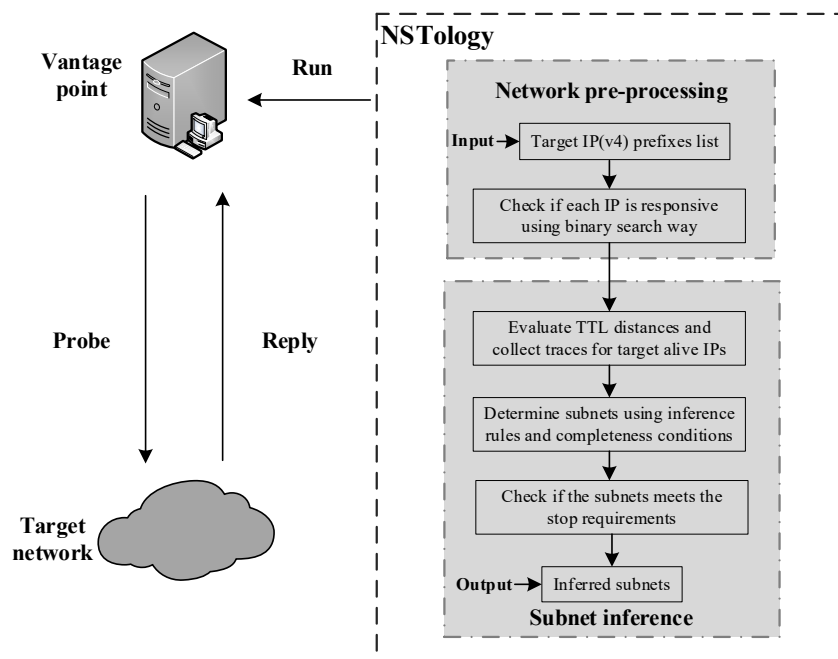 NSTology
Vantage
point
Run
Probe
Reply
Target
network
Network pre-processing
Input
Target IP(v4) prefixes list
Check if each IP is responsive
using binary search way
Evaluate TTL distances and
collect traces for target alive IPs
Determine subnets using inference
rules and completeness conditions
Check if the subnets meets the
stop requirements
Output
Inferred subnets
Subnet inference